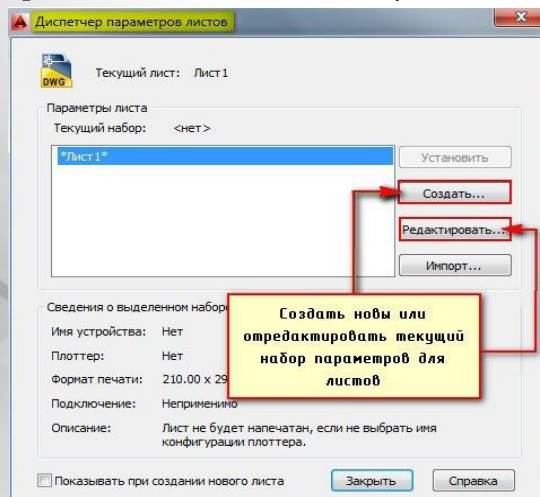 Диспетчер параметров листов
DWG
Текущий лист: Лист1
Параметры листа
Текущий набор: <нет>
*Лист1*
Установить
Создать...
Редактировать...
Импорт...
Сведения о выделенном наборе
Создать новы или
отредактировать текущий
набор параметров для
листов
Имя устройства: Нет
Плоттер: Нет
Формат печати: 210.00 x
Подключение: Неприменимо
Описание: Лист не будет напечатан, если не выбрать имя
конфигурации плоттера.
Показывать при создании нового листа
Закрыть
Справка